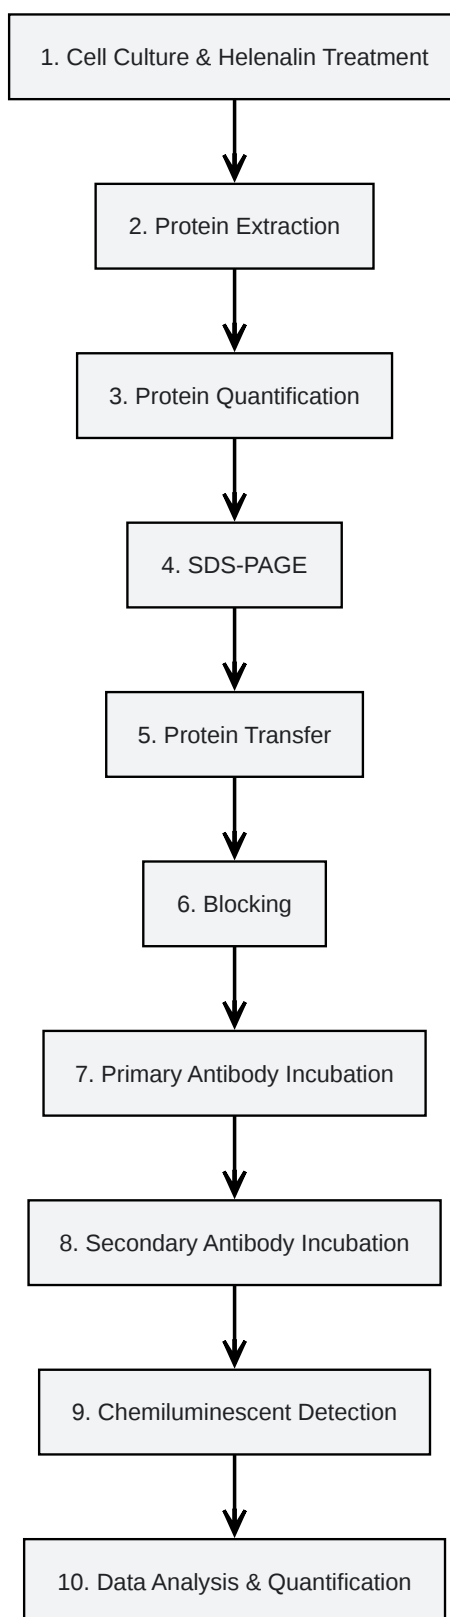 1. Cell Culture & Helenalin Treatment
2. Protein Extraction
3. Protein Quantification
4. SDS-PAGE
5. Protein Transfer
6. Blocking
7. Primary Antibody Incubation
8. Secondary Antibody Incubation
9. Chemiluminescent Detection
10. Data Analysis & Quantification